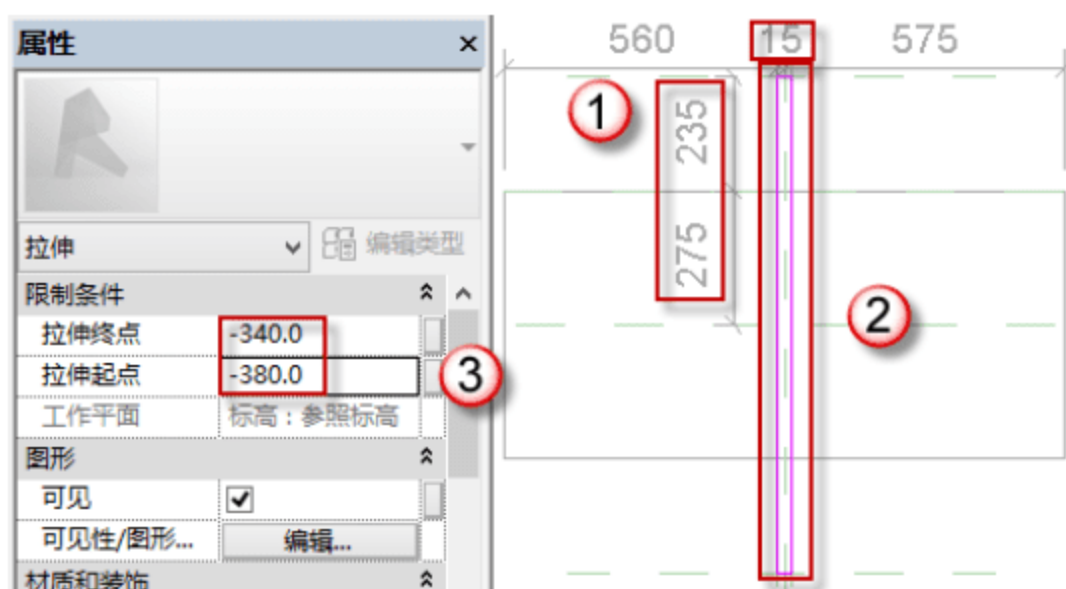 属性 ×
拉伸
编辑类型
限制条件
拉伸终点 -340.0
拉伸起点 -380.0
工作平面 标高：参照标高
图形
可见
可见性/图形... 编辑...
材质和装饰
560 15 575
1
235
275
2
3